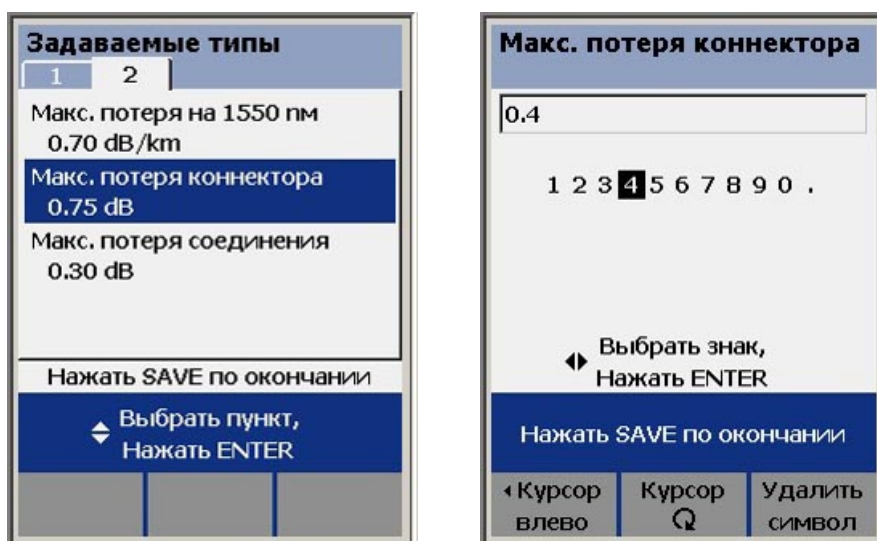 Задаваемые типы
1 2
Макс. потеря на 1550 nм
0.70 dB/km
Макс. потеря коннектора
0.75 dB
Макс. потеря соединения
0.30 dB
Нажать SAVE по окончании
Выбрать пункт,
Нажать ENTER
Макс. потеря коннектора
0.4
1 2 3 4 5 6 7 8 9 0 .
Выбрать знак,
Нажать ENTER
Нажать SAVE по окончании
Курсор влево
Курсор
Удалить символ